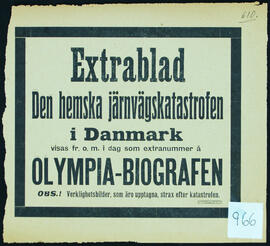 610.
Extrablad
Den hemska järnvägskatastrofen
i Danmark
visas fr. o. m. i dag som extranummer å
OLYMPIA-BIOGRAFEN
OBS.! Verklighetsbilder, som äro upptagna, strax efter katastrofen.
966